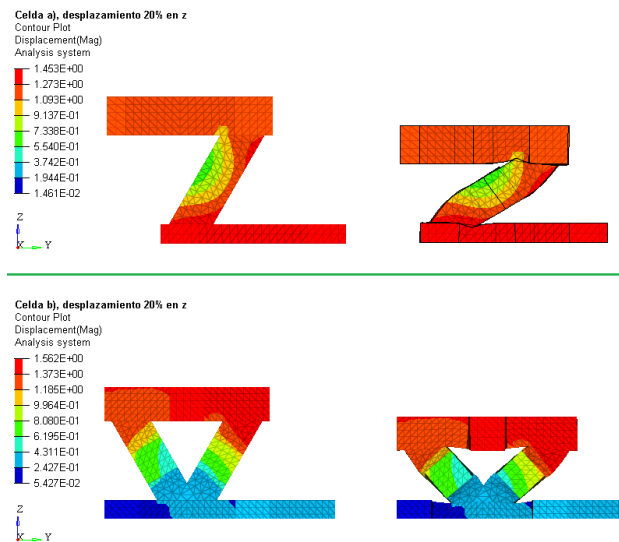 Celda a), desplazamiento 20% en z
Contour Plot
Displacement(Mag)
Analysis system
1.453E+00
1.273E+00
1.093E+00
9.137E-01
7.338E-01
5.540E-01
3.742E-01
1.944E-01
1.461E-02
Z
X Y
Celda b), desplazamiento 20% en z
Contour Plot
Displacement(Mag)
Analysis system
1.562E+00
1.373E+00
1.185E+00
9.964E-01
8.080E-01
6.195E-01
4.311E-01
2.427E-01
5.427E-02
Z
X Y